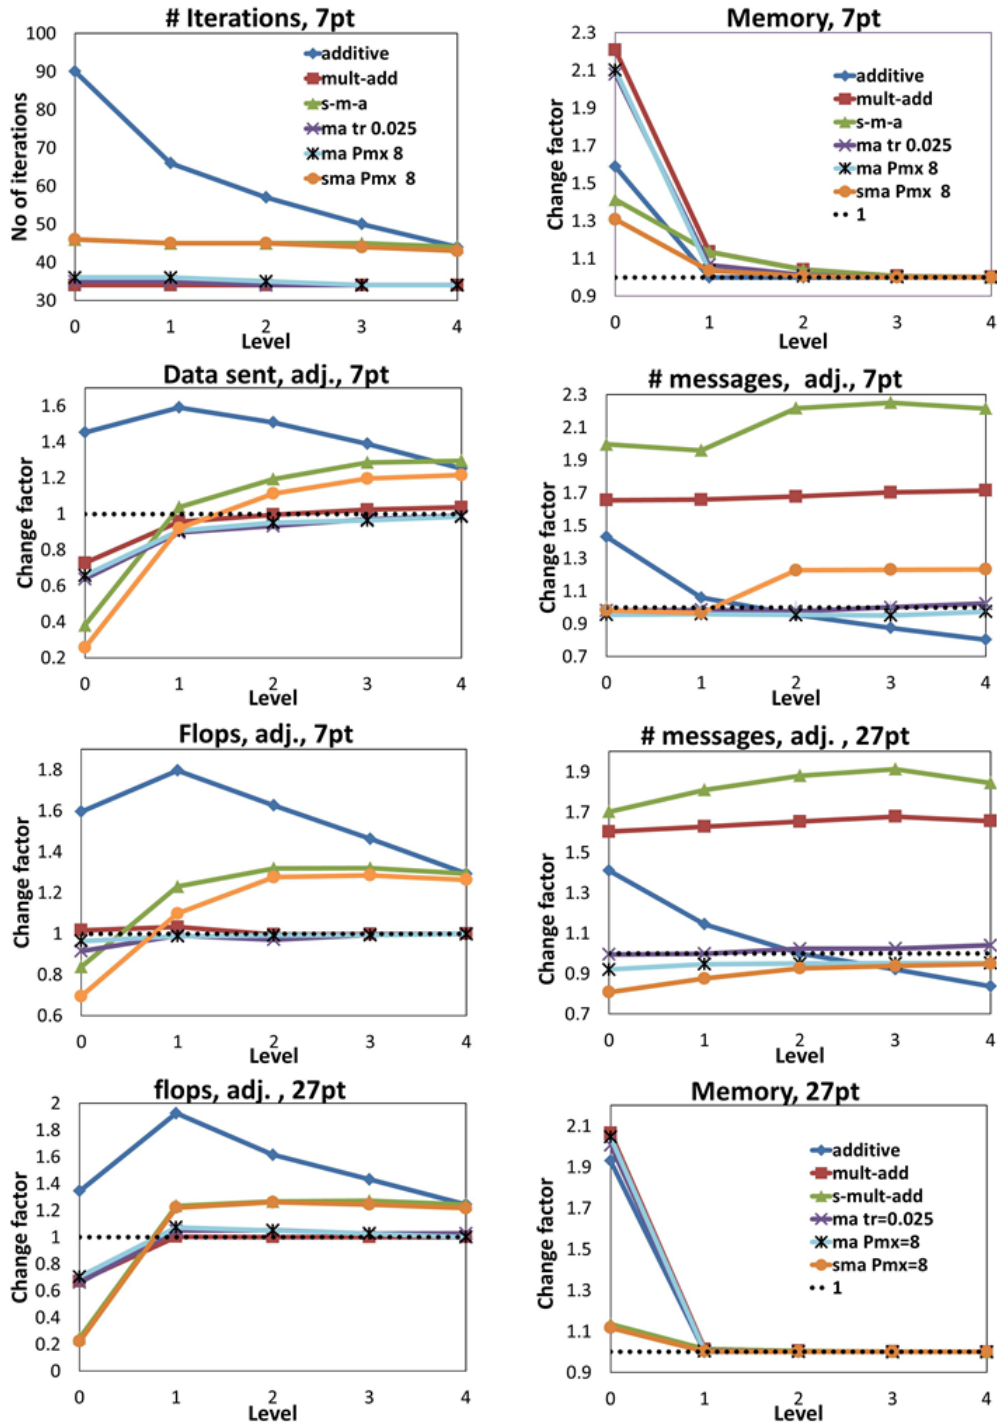 # Iterations, 7pt
No of iterations
100
90
80
70
60
50
40
30
0 1 2 3 4
Level
additive
mult-add
s-m-a
ma tr 0.025
ma Pmx 8
sma Pmx 8
Memory, 7pt
Change factor
2.3
2.1
1.9
1.7
1.5
1.3
1.1
0.9
0 1 2 3 4
Level
additive
mult-add
s-m-a
ma tr 0.025
ma Pmx 8
sma Pmx 8
1
Data sent, adj., 7pt
Change factor
1.6
1.4
1.2
1
0.8
0.6
0.4
0.2
0 1 2 3 4
Level
# messages, adj., 7pt
Change factor
2.3
2.1
1.9
1.7
1.5
1.3
1.1
0.9
0.7
0 1 2 3 4
Level
Flops, adj., 7pt
Change factor
1.8
1.6
1.4
1.2
1
0.8
0.6
0 1 2 3 4
Level
# messages, adj. , 27pt
Change factor
1.9
1.7
1.5
1.3
1.1
0.9
0.7
0 1 2 3 4
Level
flops, adj. , 27pt
Change factor
2
1.8
1.6
1.4
1.2
1
0.8
0.6
0.4
0.2
0
0 1 2 3 4
Level
Memory, 27pt
Change factor
2.1
1.9
1.7
1.5
1.3
1.1
0.9
0 1 2 3 4
Level
additive
mult-add
s-mult-add
ma tr=0.025
ma Pmx=8
sma Pmx=8
1